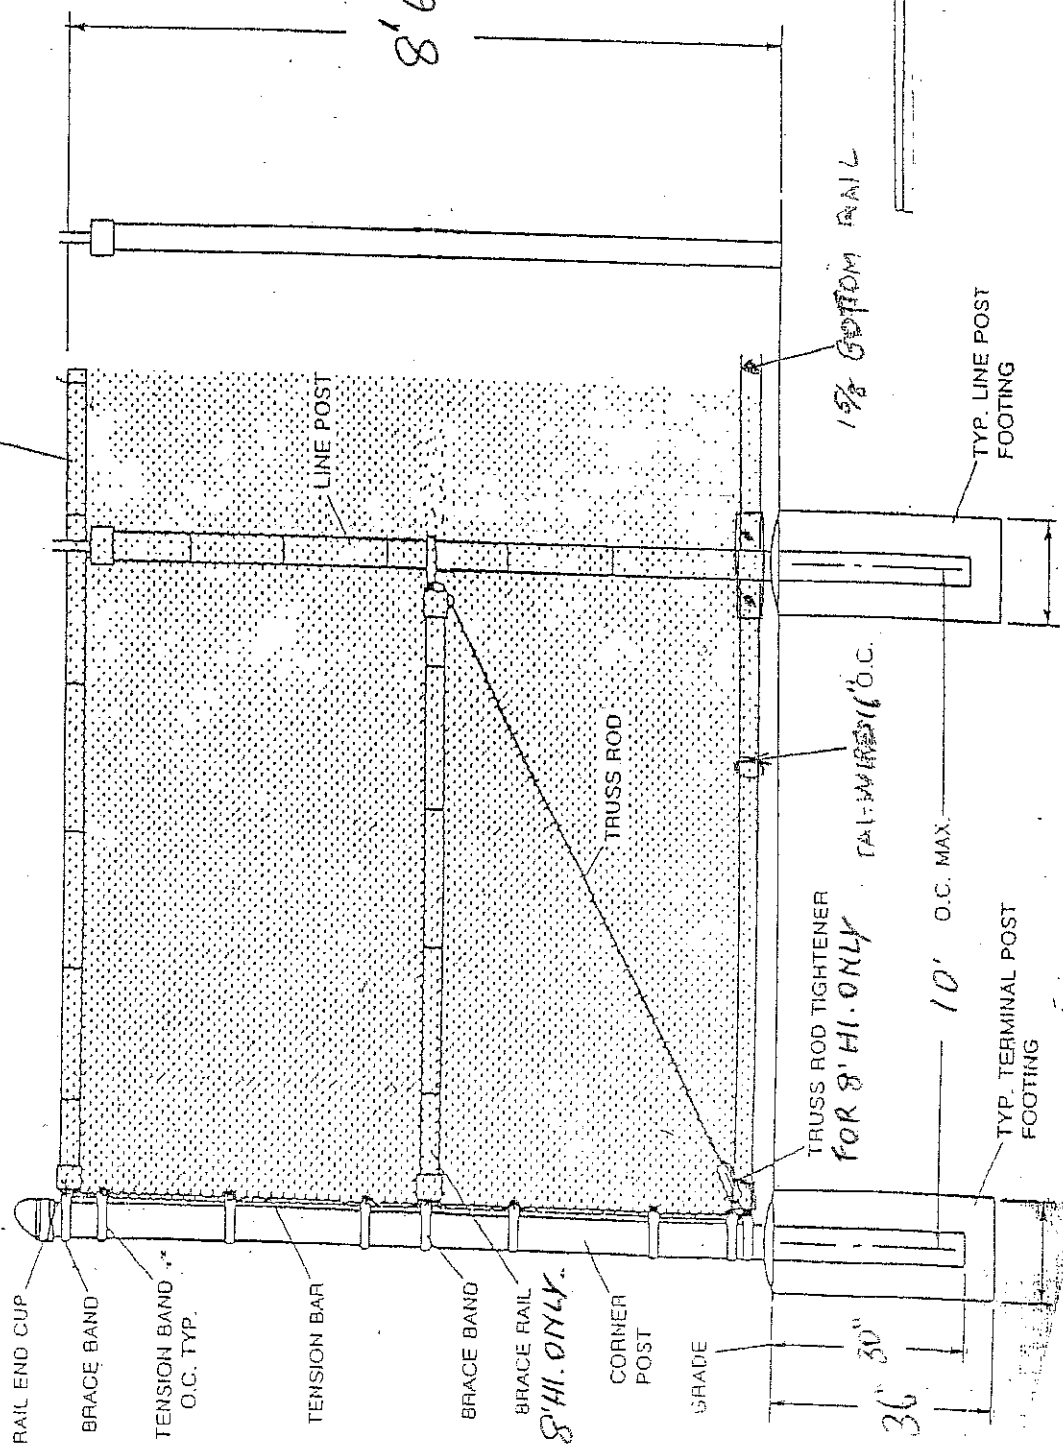 RAIL END CUP
BRACE BAND
TENSION BAND
O.C. TYP.
TENSION BAR
BRACE BAND
BRACE RAIL
8' HI. ONLY.
CORNER
POST
GRADE
36"
30"
TYP. TERMINAL POST
FOOTING
10' O.C. MAX
TRUSS ROD TIGHTENER
FOR 8' HI. ONLY
TRUSS ROD
O.C.
LINE POST
1 5/8 BOTTOM RAIL
TYP. LINE POST
FOOTING
8'